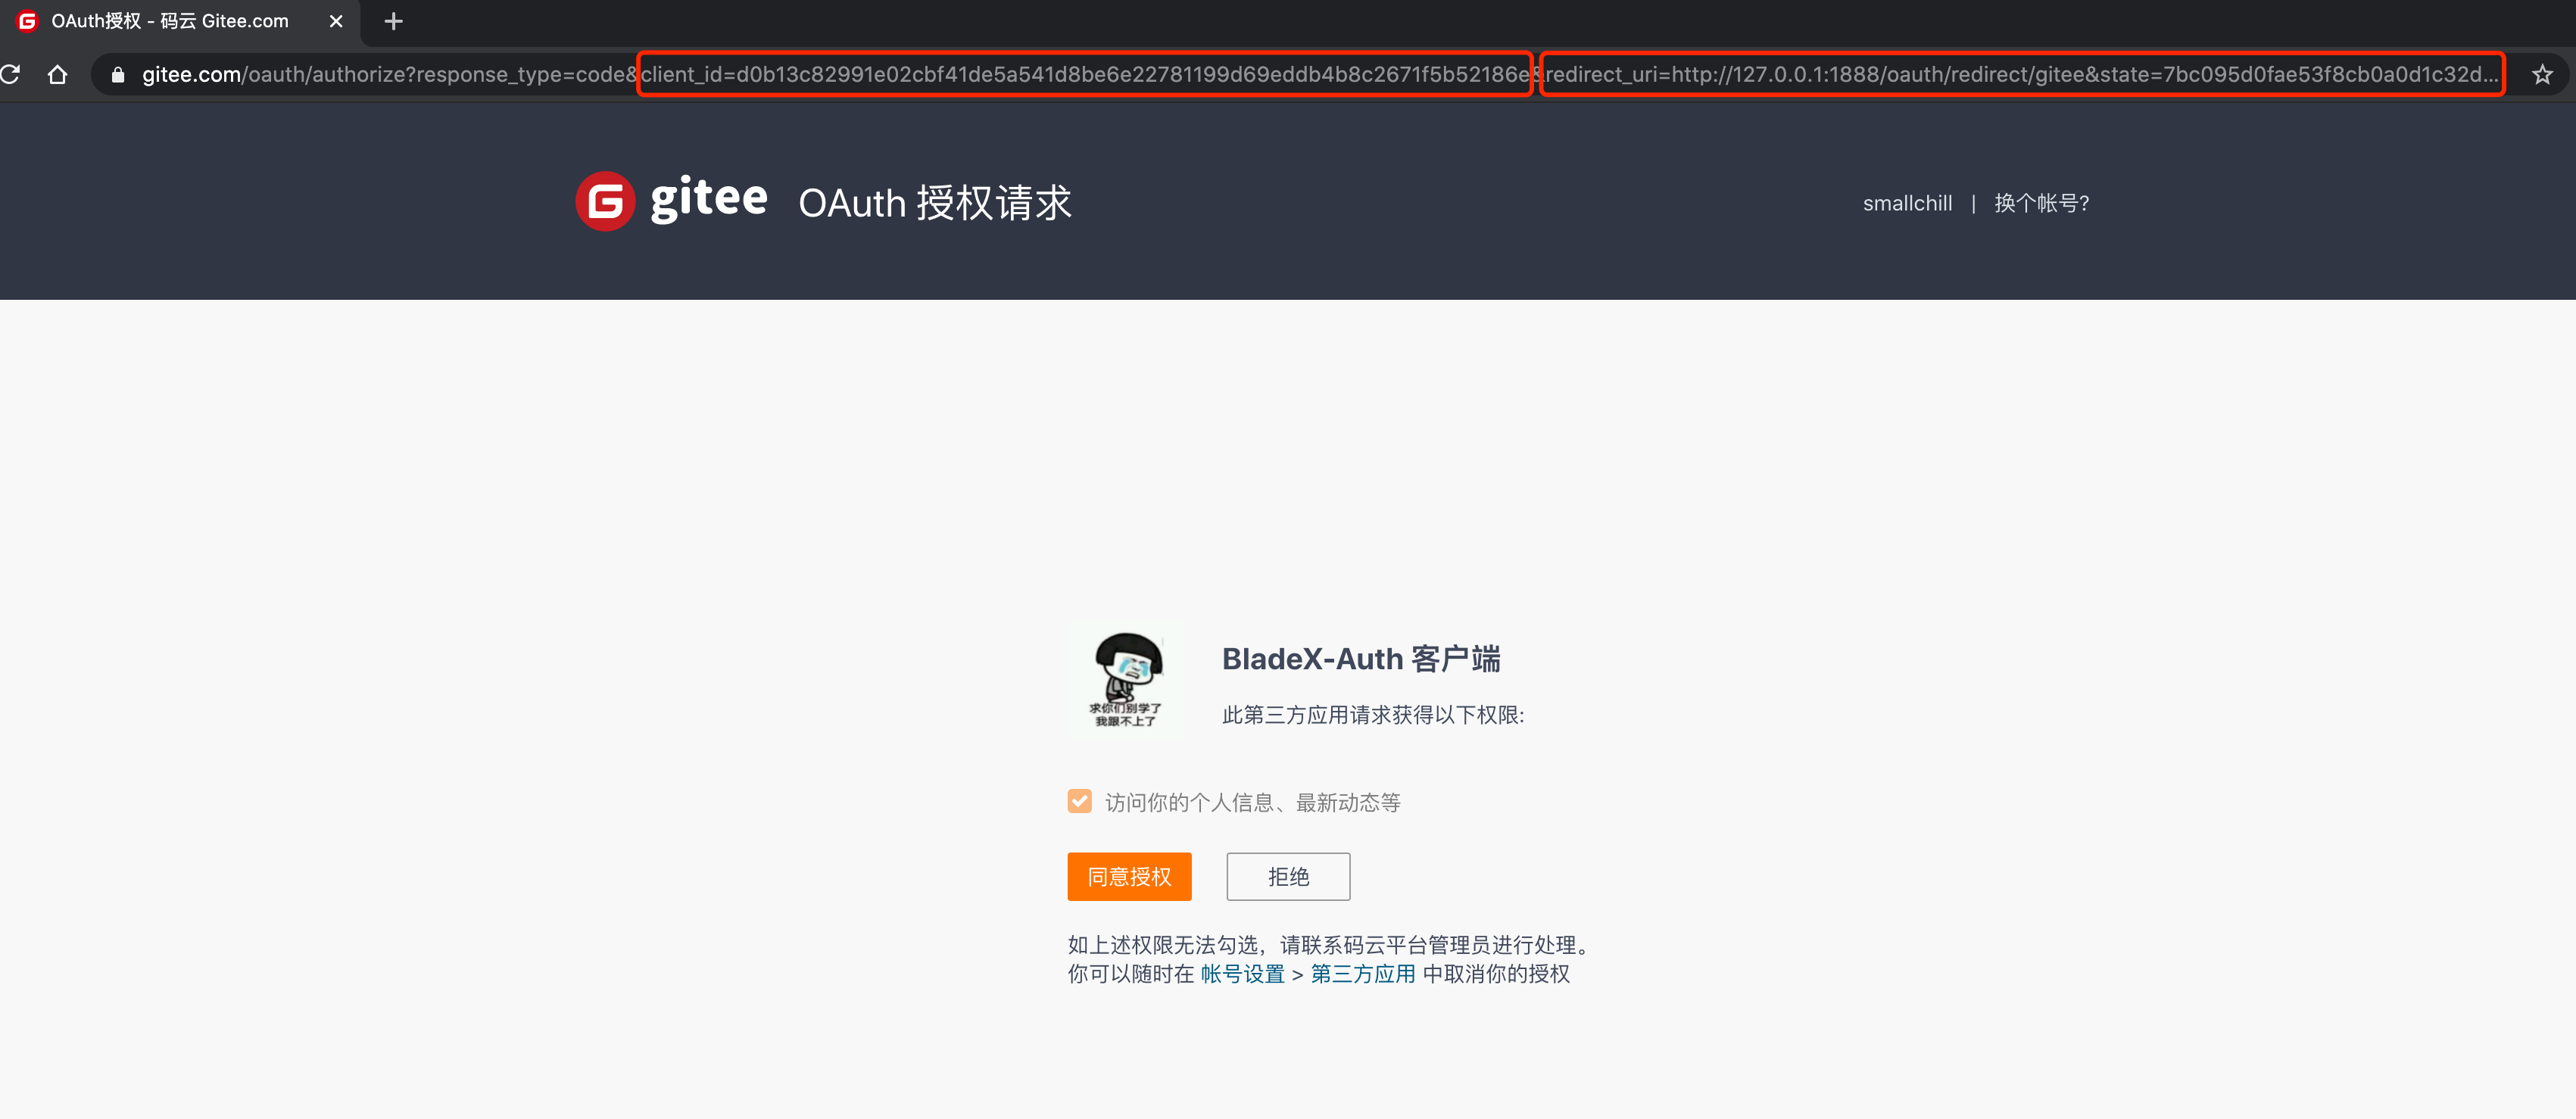 OAuth授权 - 码云 Gitee.com
gitee.com/oauth/authorize?response_type=code&client_id=d0b13c82991e02cbf41de5a541d8be6e22781199d69eddb4b8c2671f5b52186e&redirect_uri=http://127.0.0.1:1888/oauth/redirect/gitee&state=7bc095d0fae53f8cb0a0d1c32d...
gitee OAuth 授权请求
smallchill | 换个帐号?
BladeX-Auth 客户端
此第三方应用请求获得以下权限:
求你们别学了
我跟不上了
访问你的个人信息、最新动态等
同意授权 拒绝
如上述权限无法勾选，请联系码云平台管理员进行处理。
你可以随时在 帐号设置 > 第三方应用 中取消你的授权